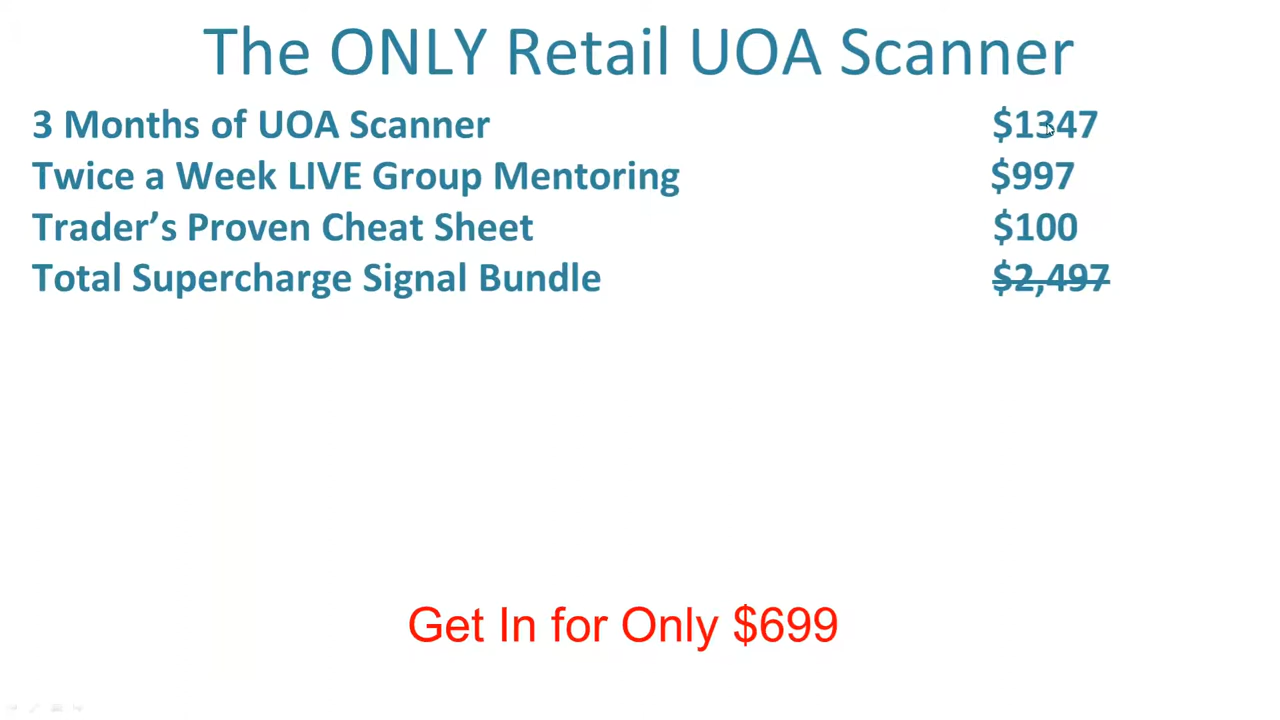 The ONLY Retail UOA Scanner
3 Months of UOA Scanner $1347
Twice a Week LIVE Group Mentoring $997
Trader’s Proven Cheat Sheet $100
Total Supercharge Signal Bundle $2,497
Get In for Only $699